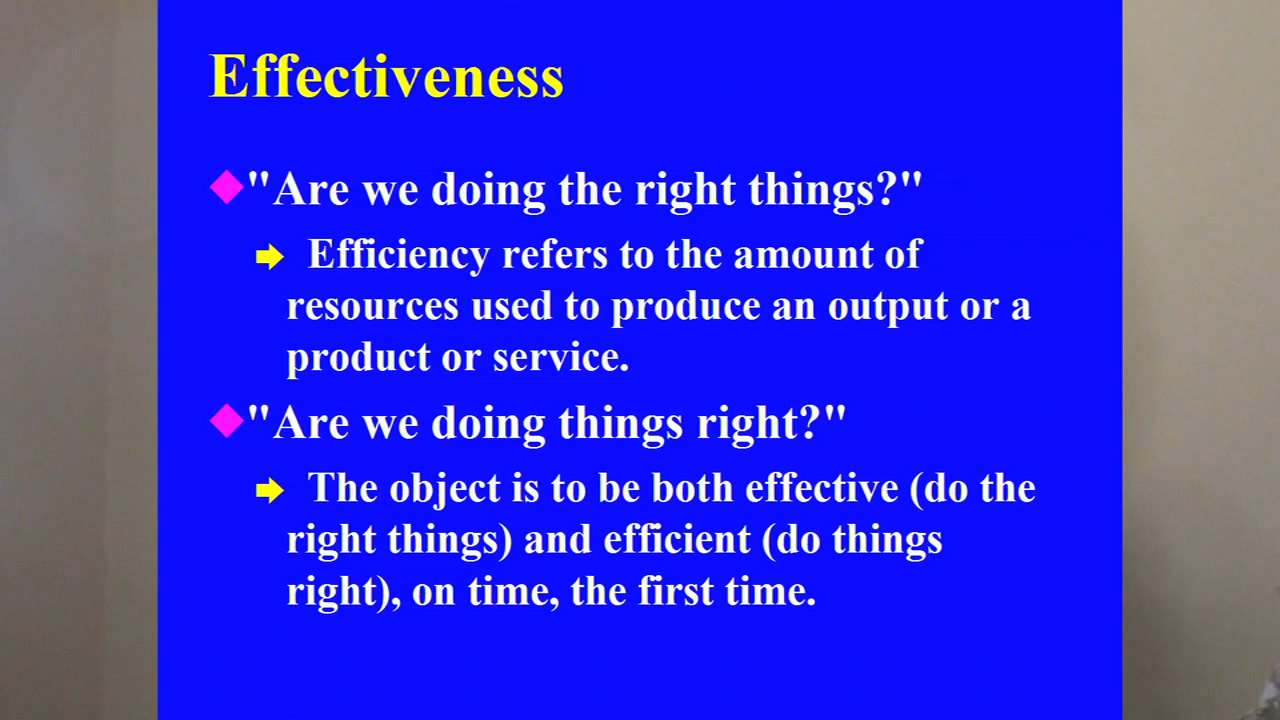 Effectiveness
"Are we doing the right things?"
Efficiency refers to the amount of
resources used to produce an output or a
product or service.
"Are we doing things right?"
The object is to be both effective (do the
right things) and efficient (do things
right), on time, the first time.